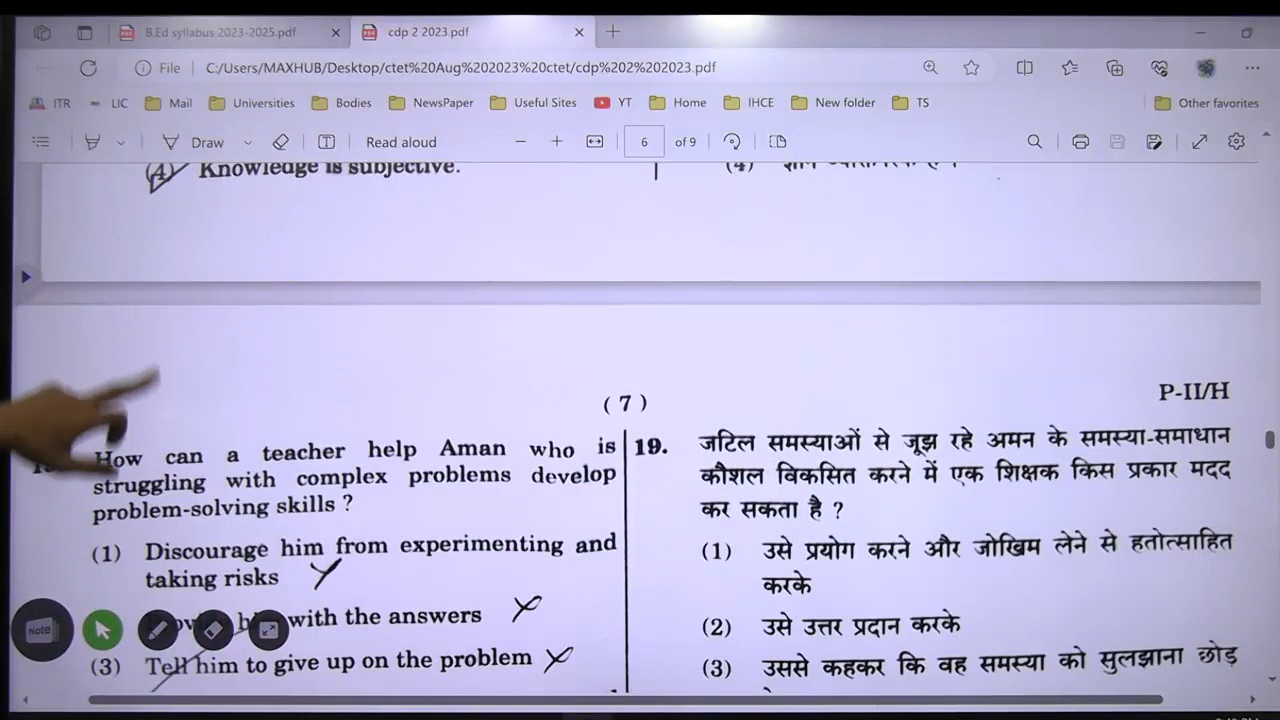 B.Ed syllabus 2023-2025.pdf
cdp 2 2023.pdf
File
C:/Users/MAXHUB/Desktop/ctet%20Aug%202023%20ctet/cdp%202%202023.pdf
ITR
LIC
Mail
Universities
Bodies
NewsPaper
Useful Sites
YT
Home
IHCE
New folder
TS
Other favorites
Draw
Read aloud
6
of 9
(4) Knowledge is subjective.
(4)
( 7 )
P-II/H
How can a teacher help Aman who is
struggling with complex problems develop
problem-solving skills ?
(1) Discourage him from experimenting and
taking risks
with the answers
(3) Tell him to give up on the problem
19. जटिल समस्याओं से जूझ रहे अमन के समस्या-समाधान
कौशल विकसित करने में एक शिक्षक किस प्रकार मदद
कर सकता है ?
(1) उसे प्रयोग करने और जोखिम लेने से हतोत्साहित
करके
(2) उसे उत्तर प्रदान करके
(3) उससे कहकर कि वह समस्या को सुलझाना छोड़
Note